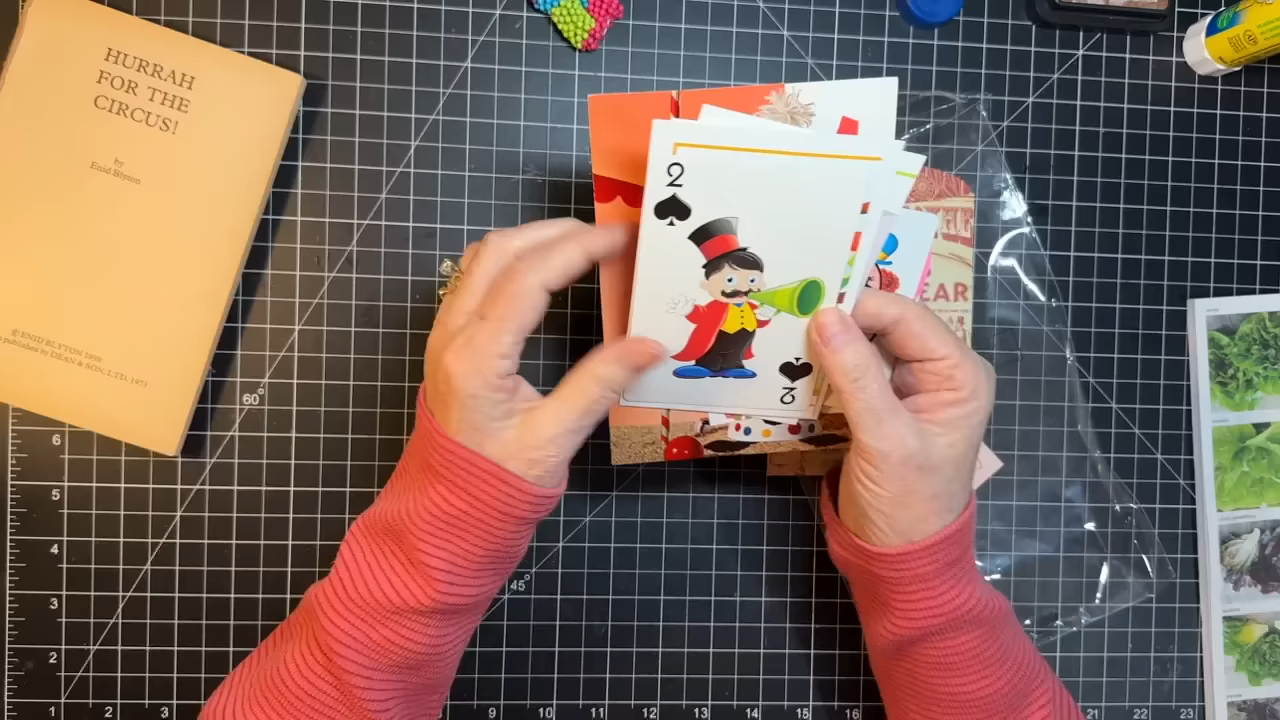 HURRAH
FOR THE
CIRCUS!
by
Enid Blyton
© ENID BLYTON 1939
published by DEAN & SON, LTD. 1973
2
2
EAR
60°
45°
6
5
4
3
2
1 2 3 9 10 11 12 13 14 15 16 21 22 23